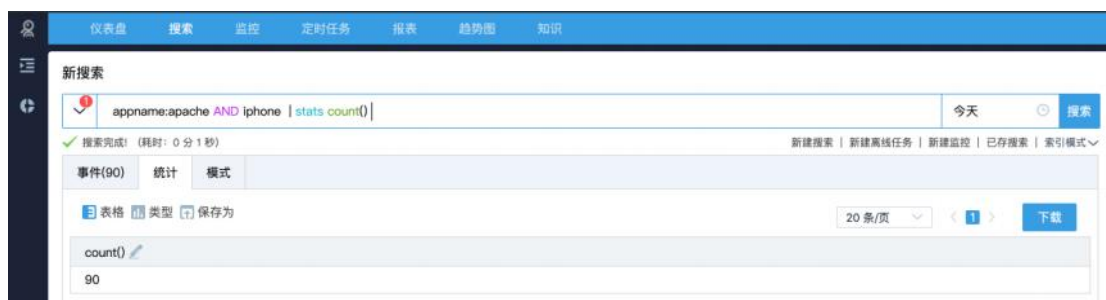 仪表盘 搜索 监控 定时任务 报表 趋势图 知识
新搜索
1
appname:apache AND iphone | stats count()
今天 搜索
搜索完成! (耗时: 0 分 1 秒) 新建搜索 | 新建离线任务 | 新建监控 | 已存搜索 | 索引模式
事件(90) 统计 模式
表格 类型 保存为 20 条/页 1 下载
count()
90